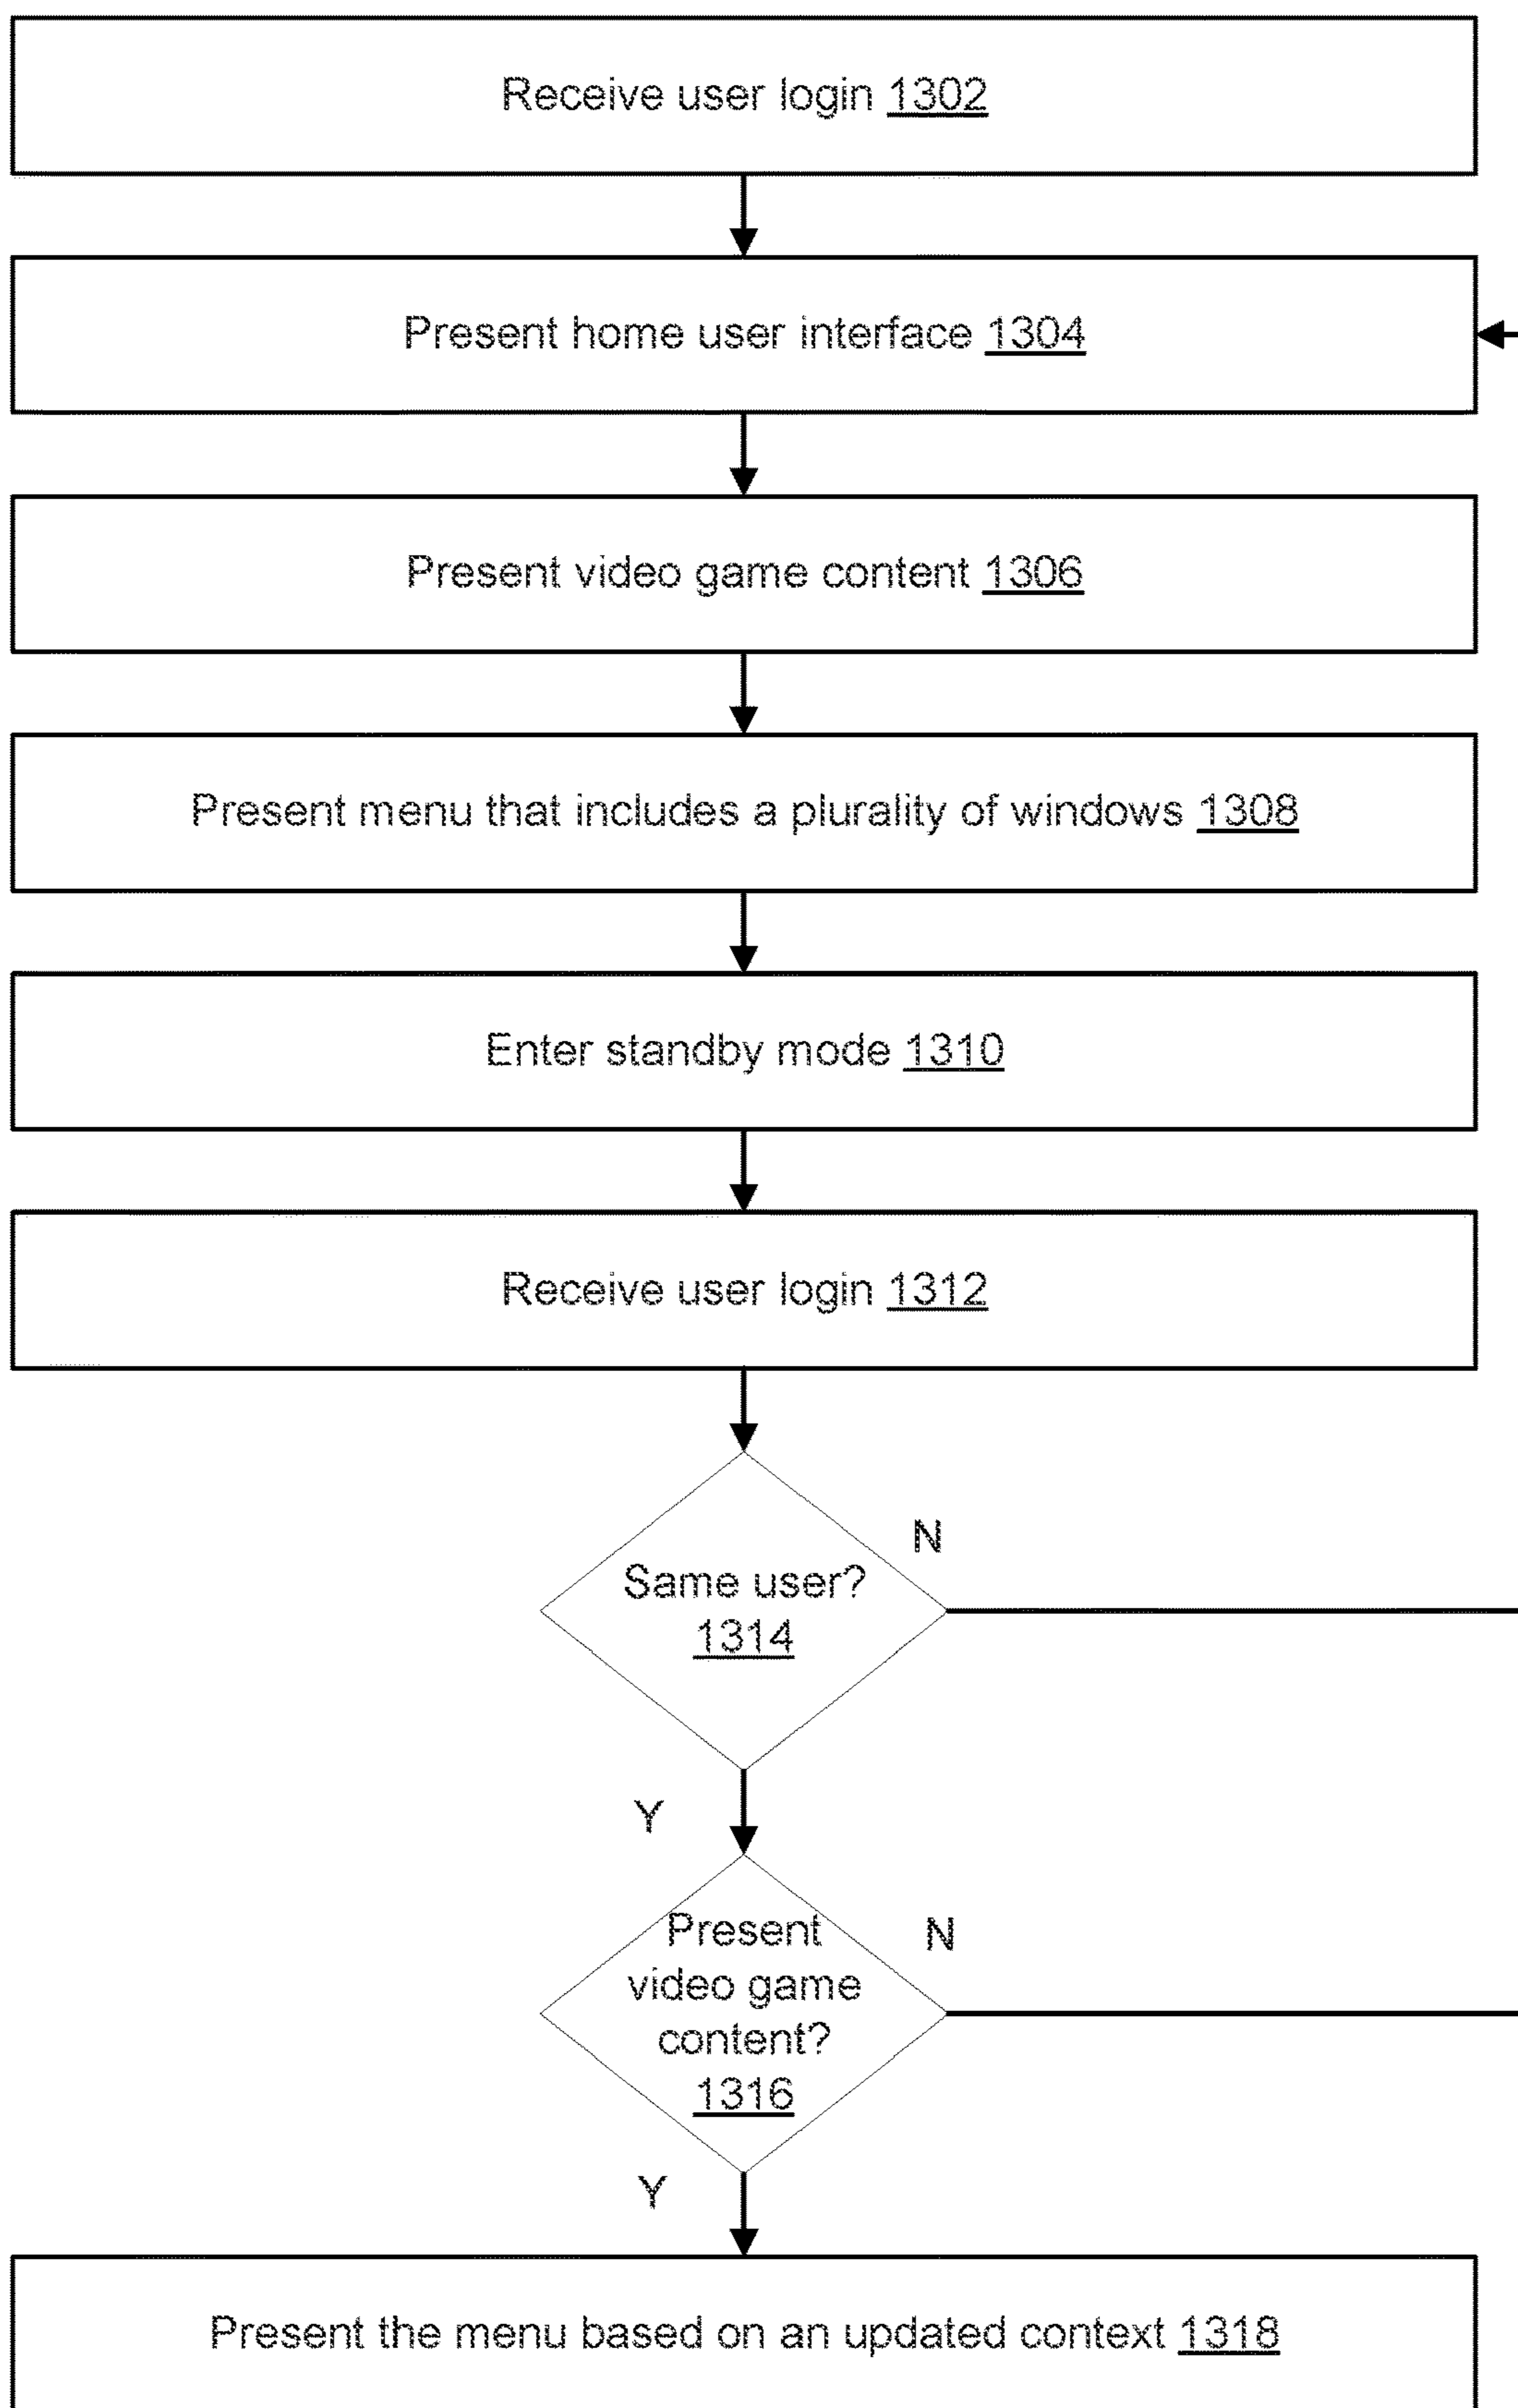 Receive user login 1302
Present home user interface 1304
Present video game content 1306
Present menu that includes a plurality of windows 1308
Enter standby mode 1310
Receive user login 1312
N
Same user?
1314
Y
Present
N
video game
content?
1316
Y
Present the menu based on an updated context 1318